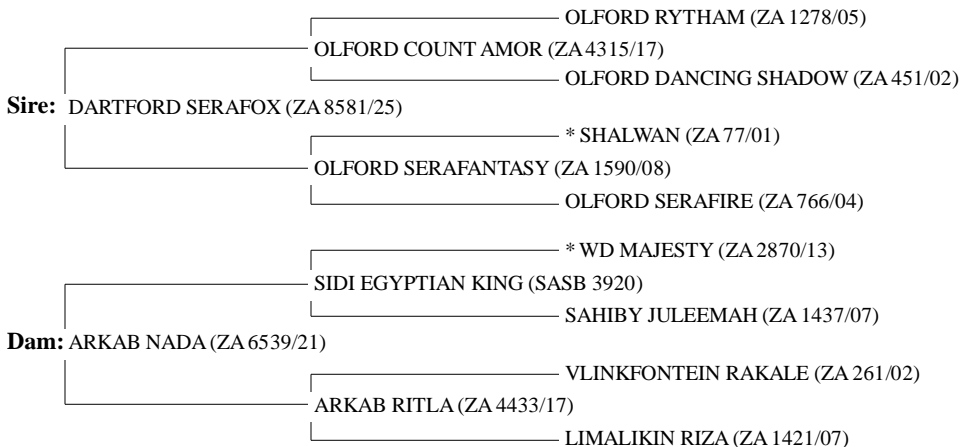 OLFORD RYTHAM (ZA 1278/05)
OLFORD COUNT AMOR (ZA 4315/17)
OLFORD DANCING SHADOW (ZA 451/02)
Sire: DARTFORD SERAFOX (ZA 8581/25)
* SHALWAN (ZA 77/01)
OLFORD SERAFANTASY (ZA 1590/08)
OLFORD SERAFIRE (ZA 766/04)
* WD MAJESTY (ZA 2870/13)
SIDI EGYPTIAN KING (SASB 3920)
SAHIBY JULEEMAH (ZA 1437/07)
Dam: ARKAB NADA (ZA 6539/21)
VLINKFONTEIN RAKALE (ZA 261/02)
ARKAB RITLA (ZA 4433/17)
LIMALIKIN RIZA (ZA 1421/07)